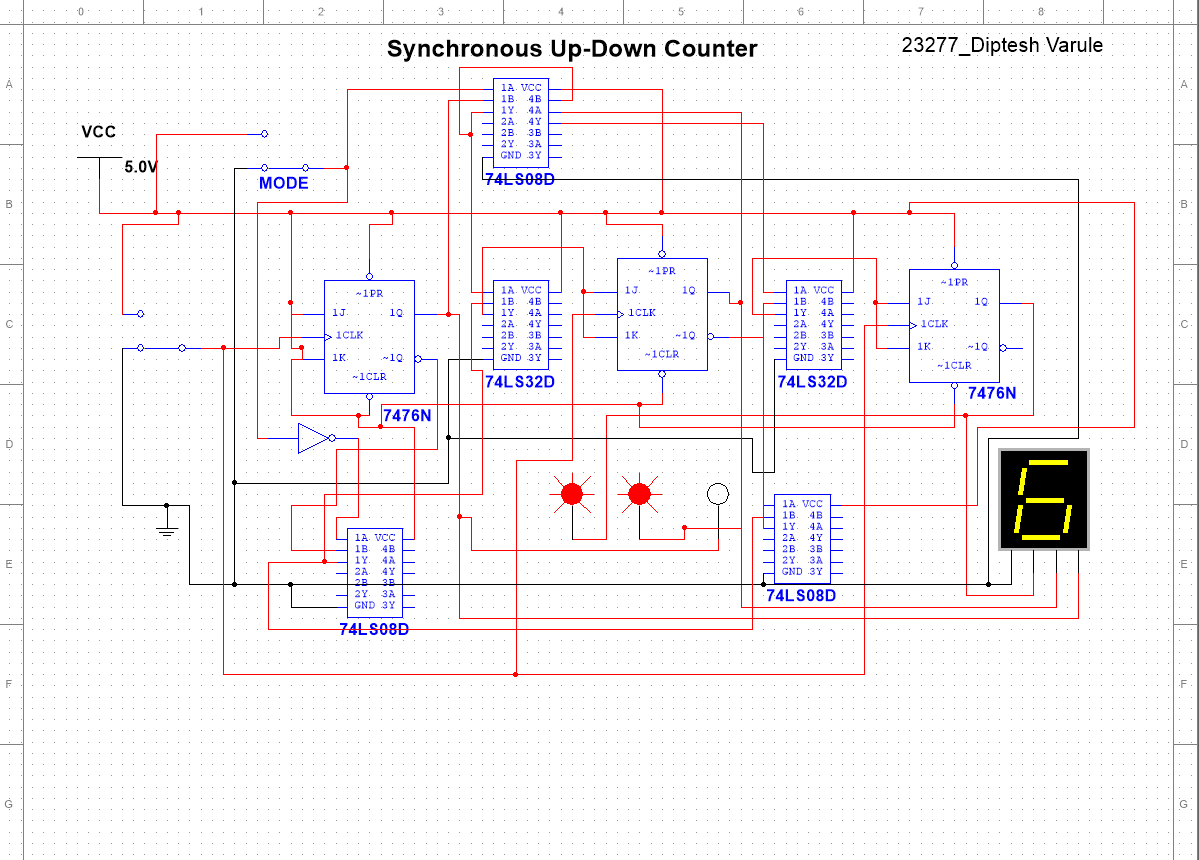 0 1 2 3 4 5 6 7 8
Synchronous Up-Down Counter
23277_Diptesh Varule
A A
1A VCC
1B 4B
1Y 4A
2A 4Y
2B 3B
2Y 3A
GND 3Y
74LS08D
VCC
5.0V
MODE
B B
~1PR
1J 1Q
1CLK
1K ~1Q
~1CLR
7476N
1A VCC
1B 4B
1Y 4A
2A 4Y
2B 3B
2Y 3A
GND 3Y
74LS32D
~1PR
1J 1Q
1CLK
1K ~1Q
~1CLR
1A VCC
1B 4B
1Y 4A
2A 4Y
2B 3B
2Y 3A
GND 3Y
74LS32D
~1PR
1J 1Q
1CLK
1K ~1Q
~1CLR
7476N
C C
D D
6
1A VCC
1B 4B
1Y 4A
2A 4Y
2B 3B
2Y 3A
GND 3Y
74LS08D
1A VCC
1B 4B
1Y 4A
2A 4Y
2B 3B
2Y 3A
GND 3Y
74LS08D
E E
F F
G G